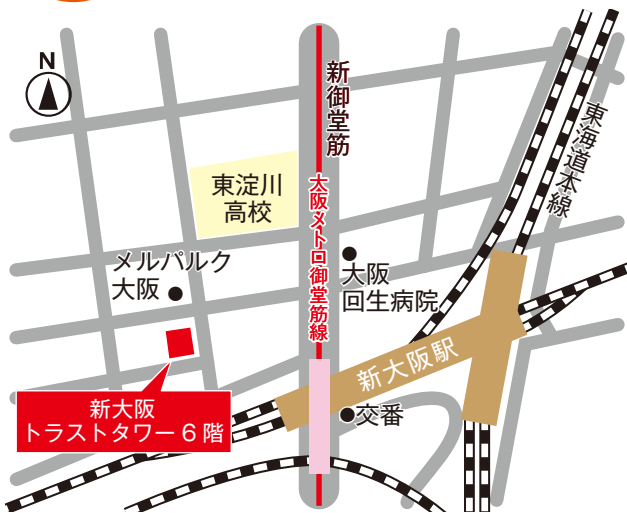 N
新御堂筋
東海道本線
東淀川
高校
大阪メトロ御堂筋線
メルパルク
大阪
大阪
回生病院
新大阪駅
新大阪
トラストタワー6階
交番